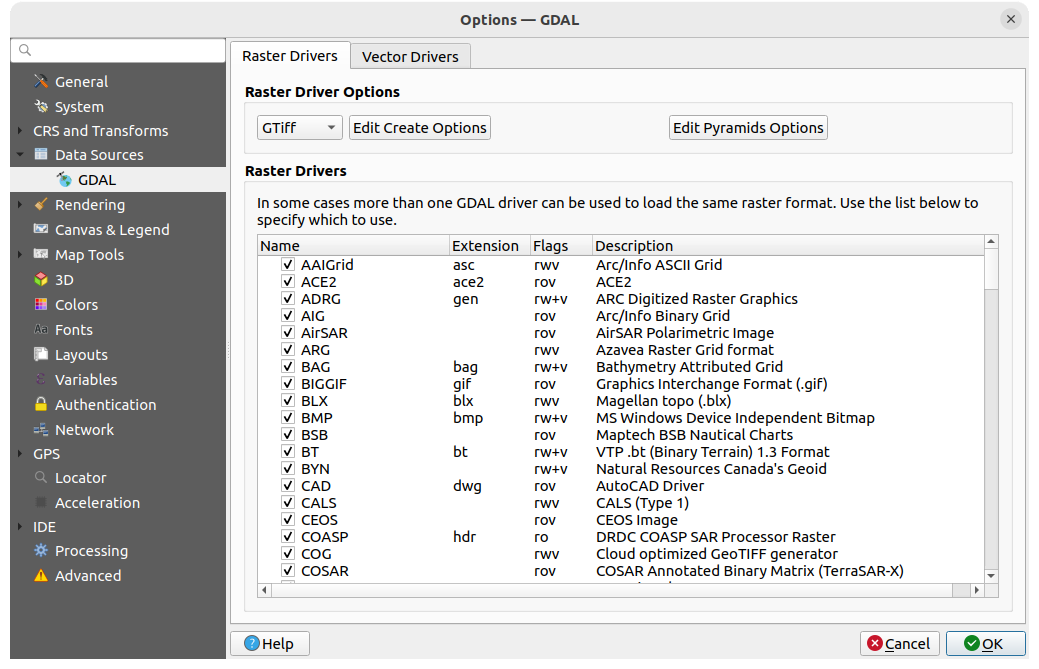 Options — GDAL
General
System
CRS and Transforms
Data Sources
GDAL
Rendering
Canvas & Legend
Map Tools
3D
Colors
Fonts
Layouts
Variables
Authentication
Network
GPS
Locator
Acceleration
IDE
Processing
Advanced
Raster Drivers Vector Drivers
Raster Driver Options
GTiff Edit Create Options Edit Pyramids Options
Raster Drivers
In some cases more than one GDAL driver can be used to load the same raster format. Use the list below to
specify which to use.
Name Extension Flags Description
AAIGrid asc rwv Arc/Info ASCII Grid
ACE2 ace2 rov ACE2
ADRG gen rw+v ARC Digitized Raster Graphics
AIG rov Arc/Info Binary Grid
AirSAR rov AirSAR Polarimetric Image
ARG rwv Azavea Raster Grid format
BAG bag rw+v Bathymetry Attributed Grid
BIGGIF gif rov Graphics Interchange Format (.gif)
BLX blx rwv Magellan topo (.blx)
BMP bmp rw+v MS Windows Device Independent Bitmap
BSB rov Maptech BSB Nautical Charts
BT bt rw+v VTP .bt (Binary Terrain) 1.3 Format
BYN rw+v Natural Resources Canada's Geoid
CAD dwg rov AutoCAD Driver
CALS rwv CALS (Type 1)
CEOS rov CEOS Image
COASP hdr ro DRDC COASP SAR Processor Raster
COG rwv Cloud optimized GeoTIFF generator
COSAR rov COSAR Annotated Binary Matrix (TerraSAR-X)
Help Cancel OK